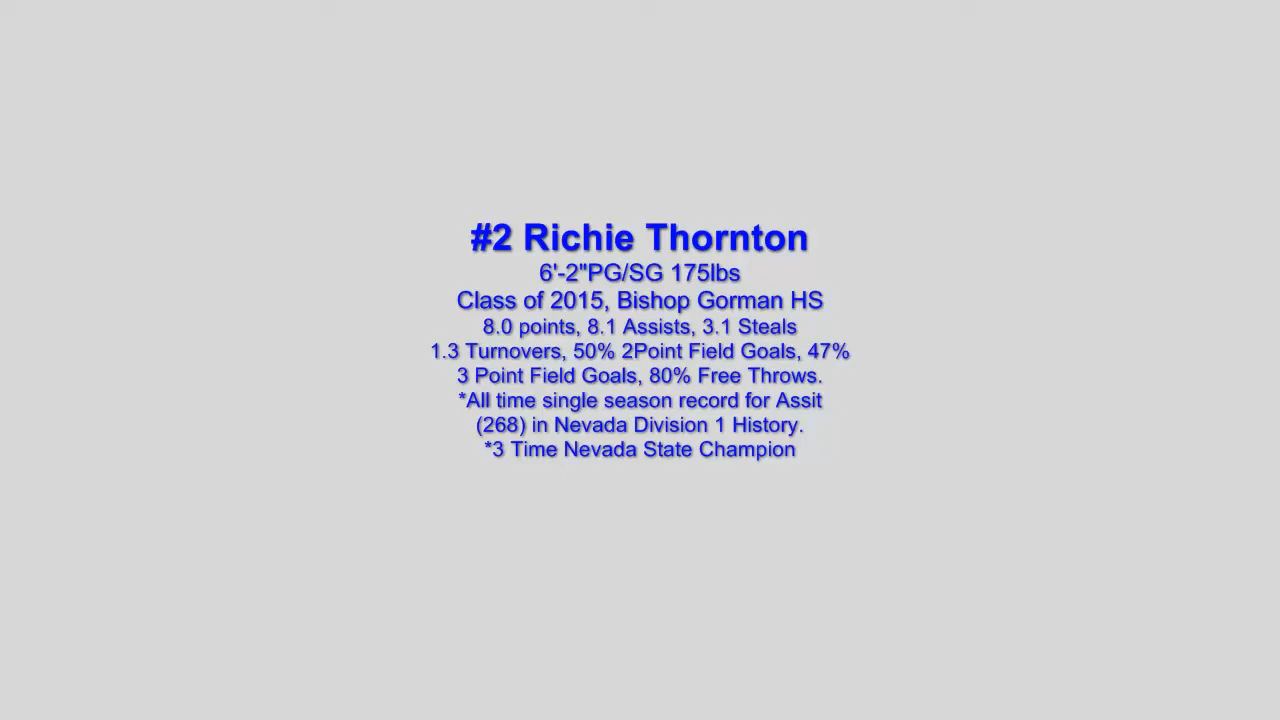 #2 Richie Thornton
6'-2"PG/SG 175lbs
Class of 2015, Bishop Gorman HS
8.0 points, 8.1 Assists, 3.1 Steals
1.3 Turnovers, 50% 2Point Field Goals, 47%
3 Point Field Goals, 80% Free Throws.
*All time single season record for Assit
(268) in Nevada Division 1 History.
*3 Time Nevada State Champion